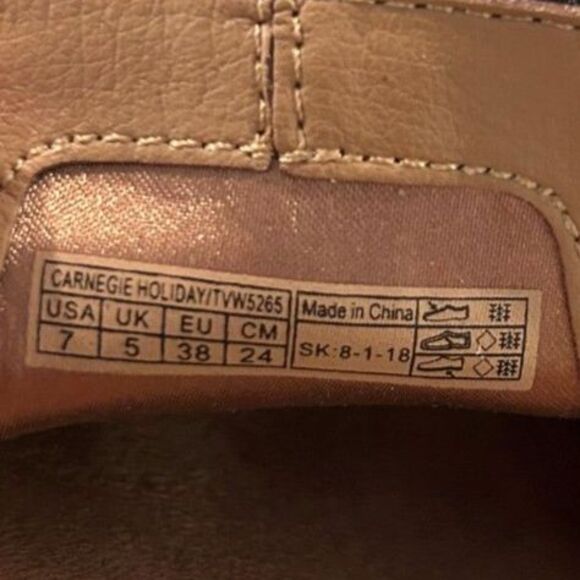 CARNEGIE HOLIDAY/TVW5265
USA UK EU CM
7 5 38 24
Made in China
SK:8-1-18